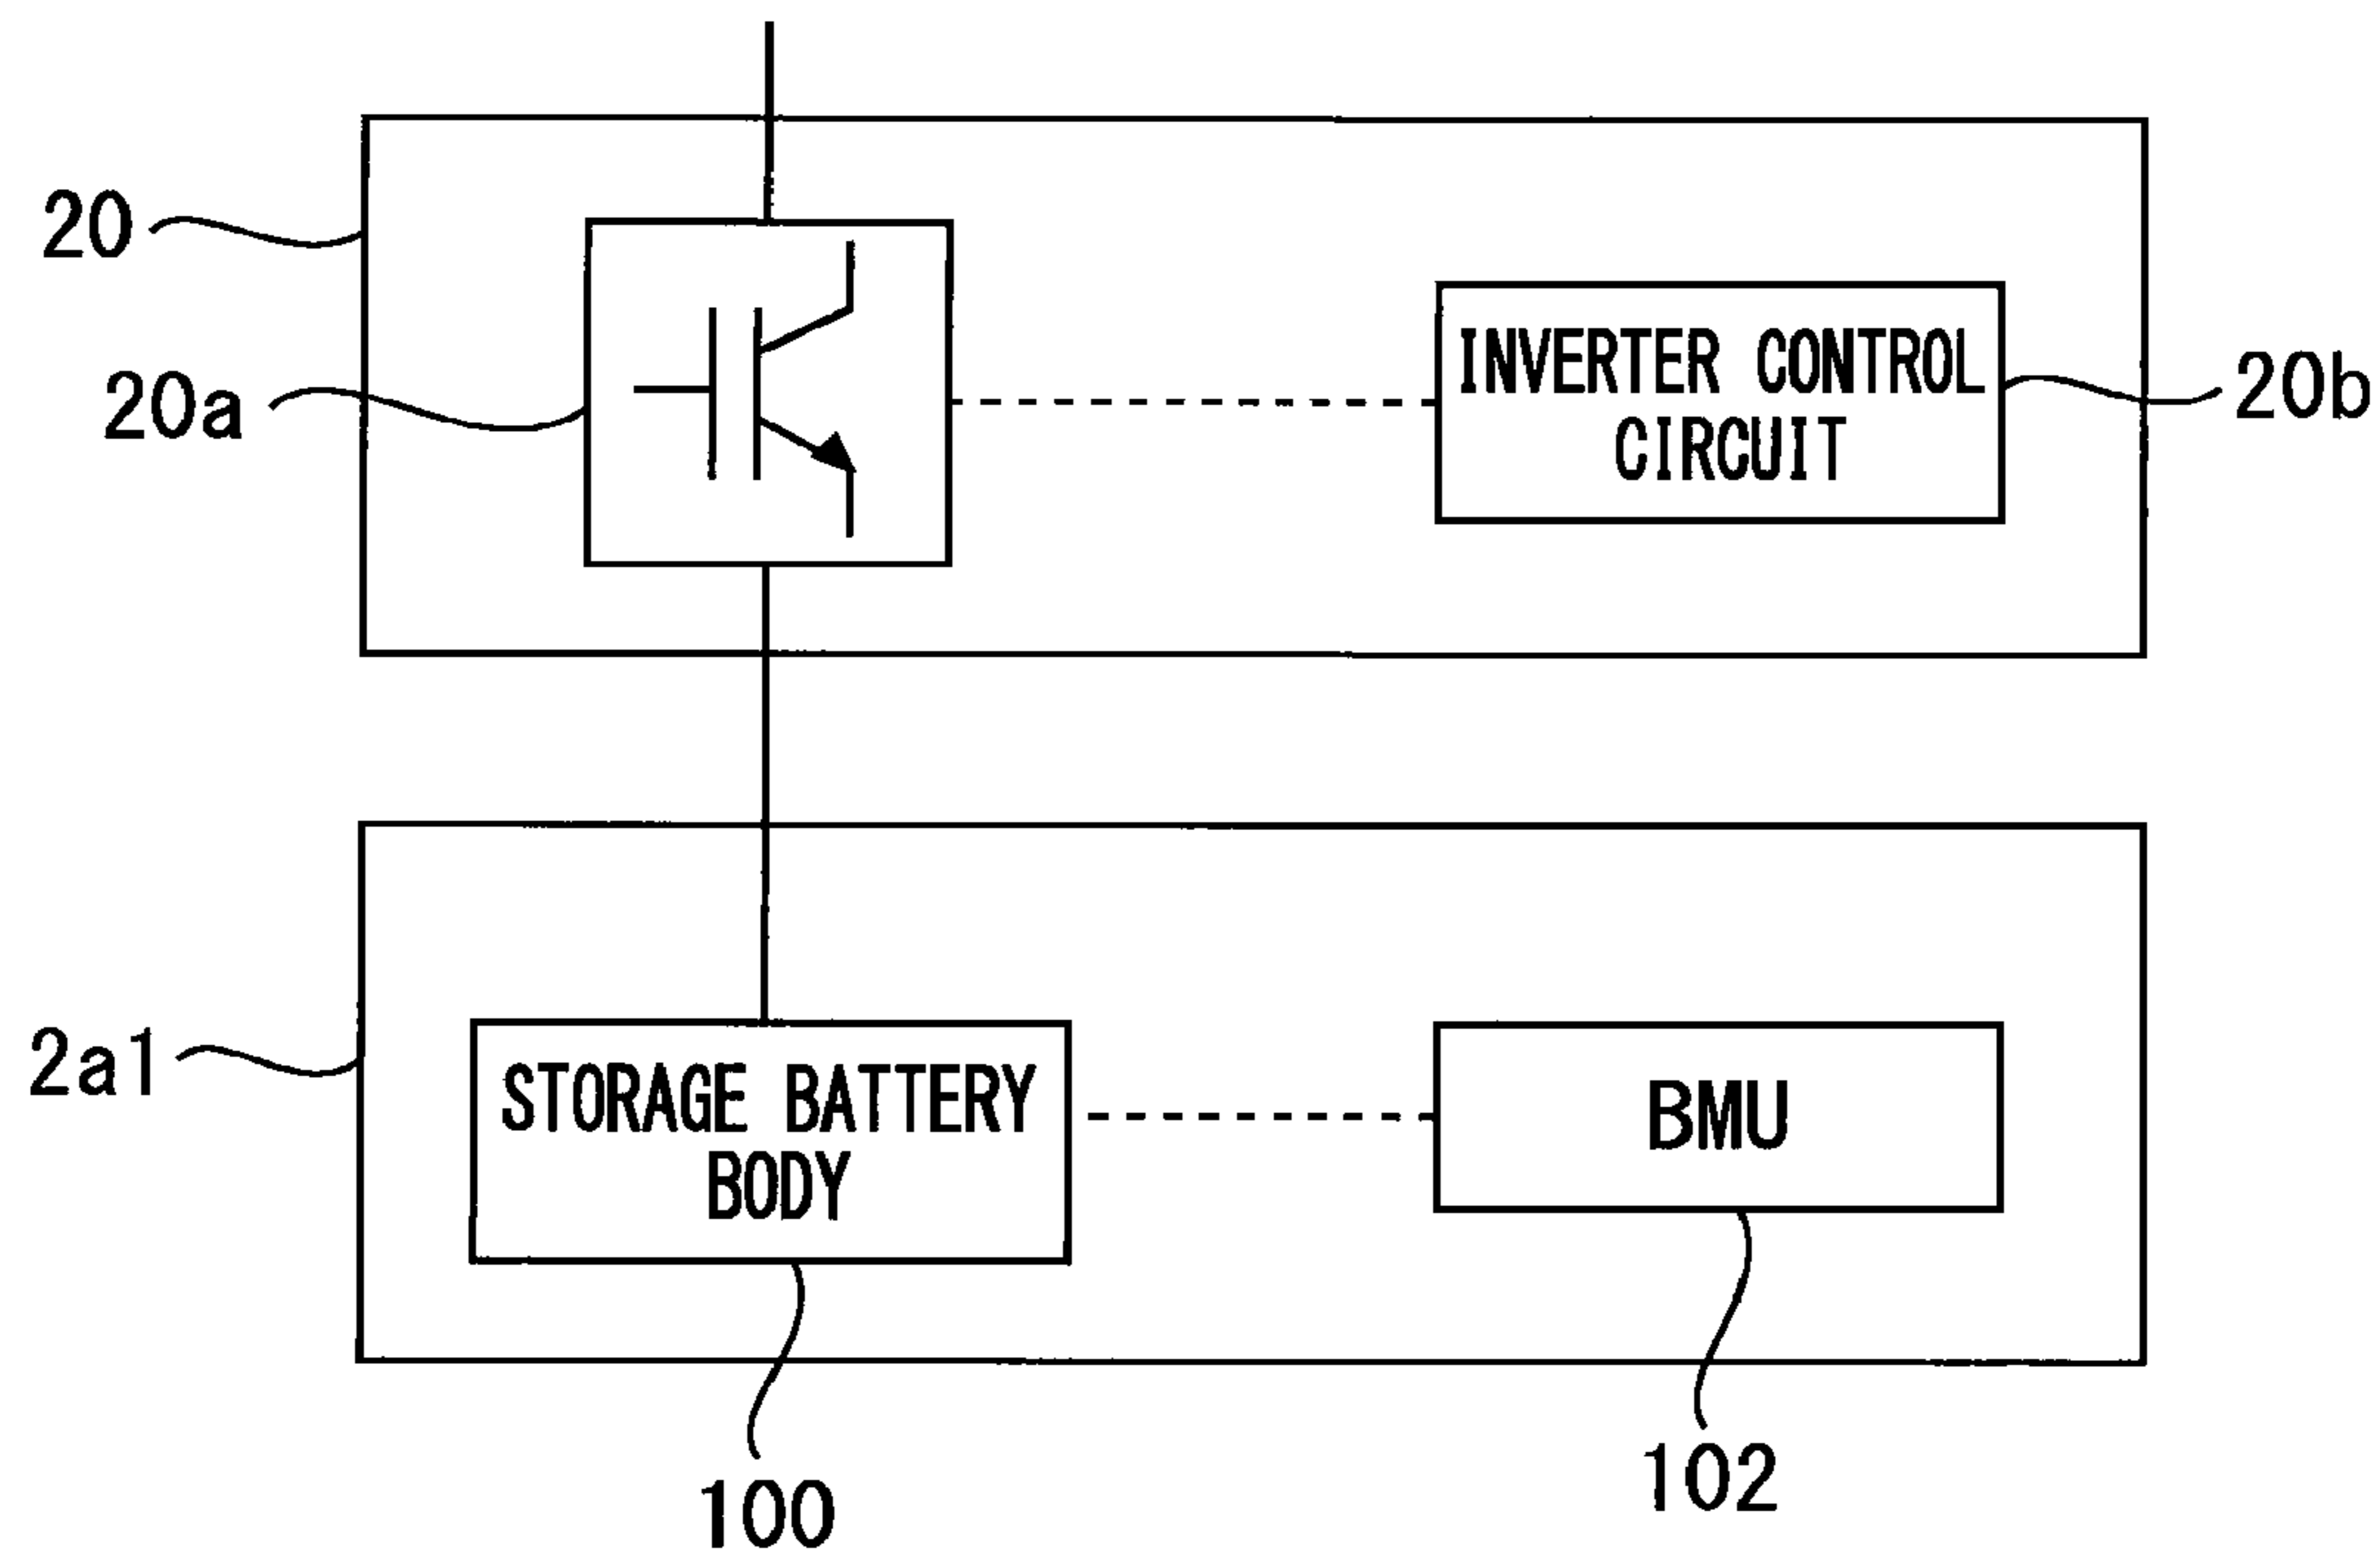 20
20a
INVERTER CONTROL
CIRCUIT
20b
2a1
STORAGE BATTERY
BODY
BMU
100
102